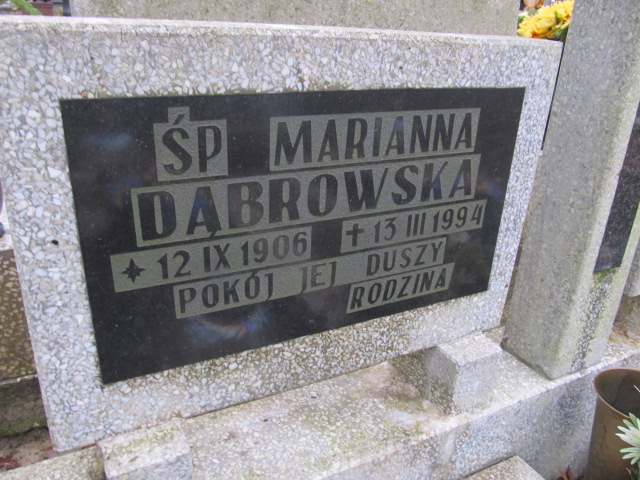 ŚP MARIANNA
DĄBROWSKA
* 12 IX 1906 + 13 III 1994
POKÓJ JEJ DUSZY
RODZINA